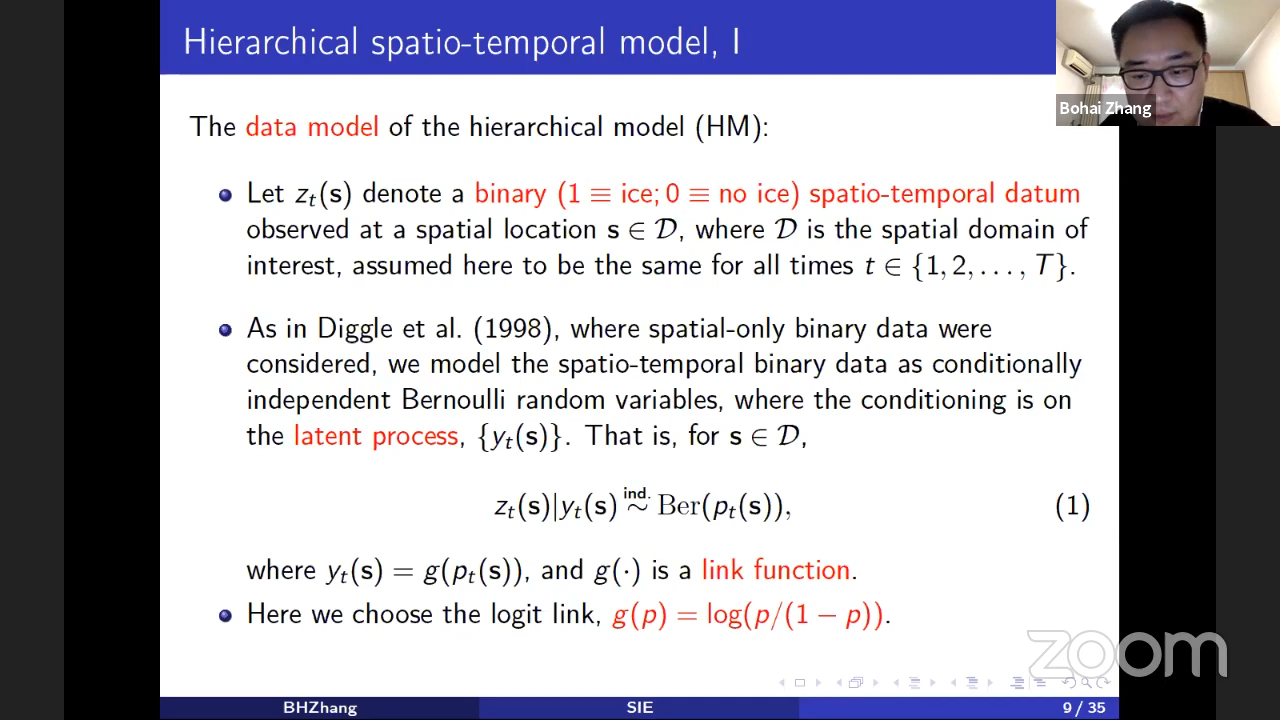 Hierarchical spatio-temporal model, I
Bohai Zhang
The data model of the hierarchical model (HM):
Let z_t(s) denote a binary (1 ≡ ice; 0 ≡ no ice) spatio-temporal datum
observed at a spatial location s ∈ 𝒟, where 𝒟 is the spatial domain of
interest, assumed here to be the same for all times t ∈ {1, 2, . . . , T}.
As in Diggle et al. (1998), where spatial-only binary data were
considered, we model the spatio-temporal binary data as conditionally
independent Bernoulli random variables, where the conditioning is on
the latent process, {y_t(s)}. That is, for s ∈ 𝒟,
z_t(s)|y_t(s) ind. ∼ Ber(p_t(s)), (1)
where y_t(s) = g(p_t(s)), and g(·) is a link function.
Here we choose the logit link, g(p) = log(p/(1 − p)).
zoom
BHZhang SIE 9 / 35